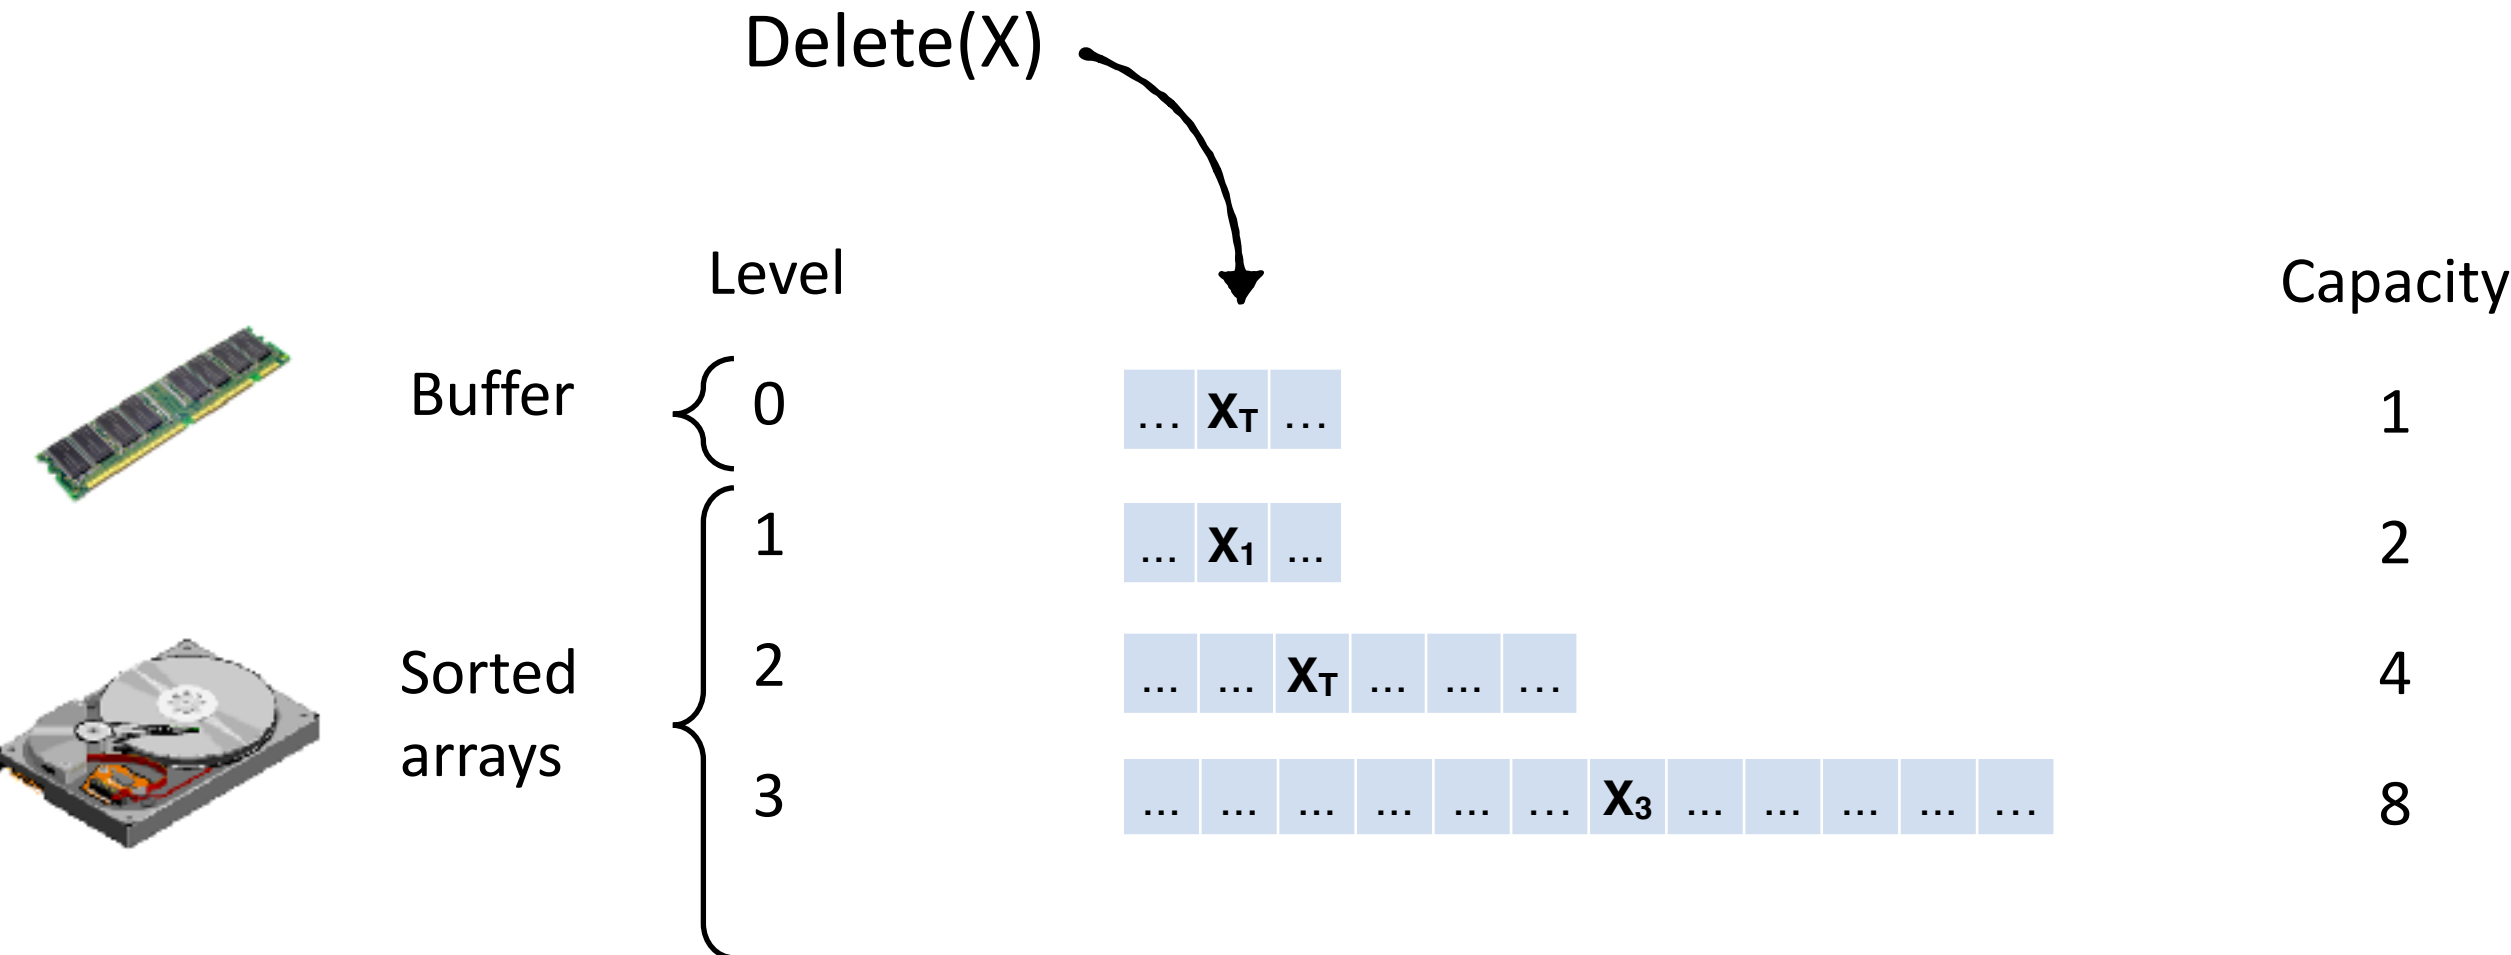 Delete(X)
Level
Capacity
Buffer
0
... X_T ...
1
1
... X_1 ...
2
Sorted
arrays
2
... ... X_T ... ... ...
4
3
... ... ... ... ... ... X_3 ... ... ... ... ...
8